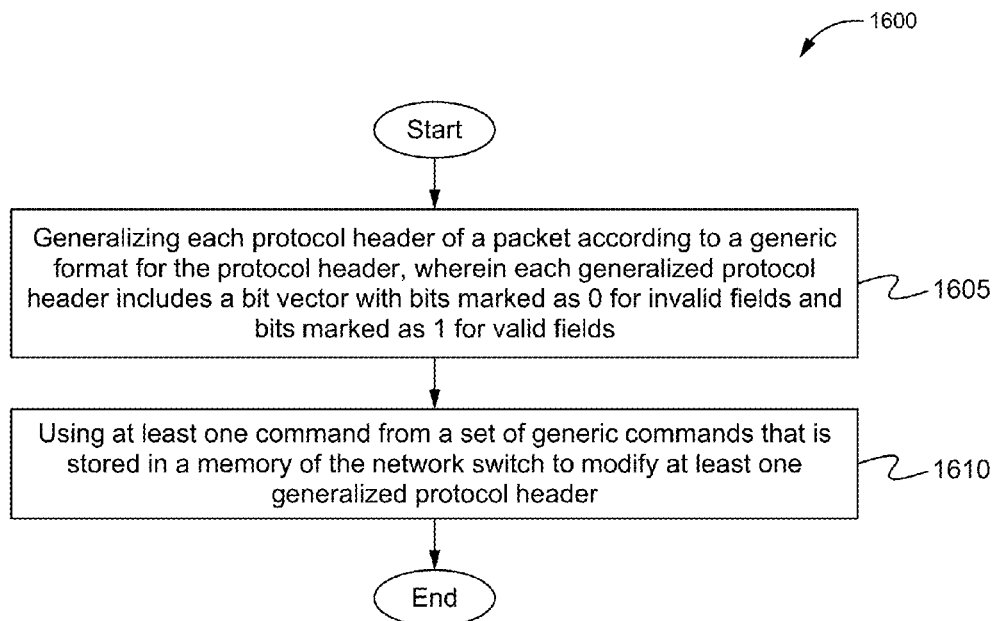 1600
Start
Generalizing each protocol header of a packet according to a generic
format for the protocol header, wherein each generalized protocol
header includes a bit vector with bits marked as 0 for invalid fields and
bits marked as 1 for valid fields
1605
Using at least one command from a set of generic commands that is
stored in a memory of the network switch to modify at least one
generalized protocol header
1610
End